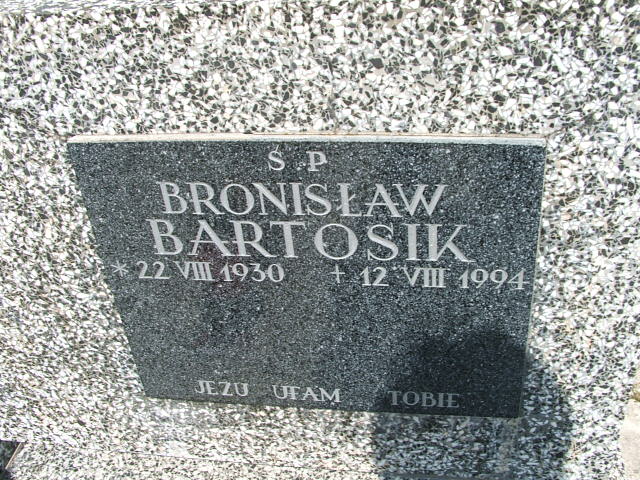 Ś P
BRONISŁAW
BARTOSIK
* 22 VIII 1930 + 12 VIII 1994
JEZU UFAM TOBIE